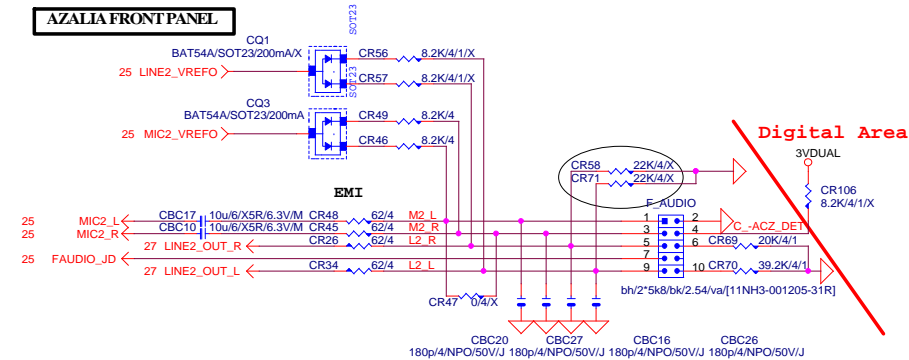 AZALIA FRONT PANEL
SOT23
CQ1
BAT54A/SOT23/200mA/X
CR56
8.2K/4/1/X
25 LINE2_VREFO
CR57
8.2K/4/1/X
SOT23
CQ3
BAT54A/SOT23/200mA
CR49
8.2K/4
25 MIC2_VREFO
CR46
8.2K/4
Digital Area
3VDUAL
CR58
22K/4/X
CR71
22K/4/X
CR106
8.2K/4/1/X
EMI
F_AUDIO
25 MIC2_L
CBC17
10u/6/X5R/6.3V/M
CR48
62/4
M2_L
1
2
25 MIC2_R
CBC10
10u/6/X5R/6.3V/M
CR45
62/4
M2_R
3
4
C_-ACZ_DET
27 LINE2_OUT_R
CR26
62/4
L2_R
5
6
CR69
20K/4/1
25 FAUDIO_JD
7
27 LINE2_OUT_L
CR34
62/4
L2_L
9
10
CR70
39.2K/4/1
CR47
0/4/X
bh/2*5k8/bk/2.54/va/[11NH3-001205-31R]
CBC20
CBC27
CBC16
CBC26
180p/4/NPO/50V/J
180p/4/NPO/50V/J
180p/4/NPO/50V/J
180p/4/NPO/50V/J